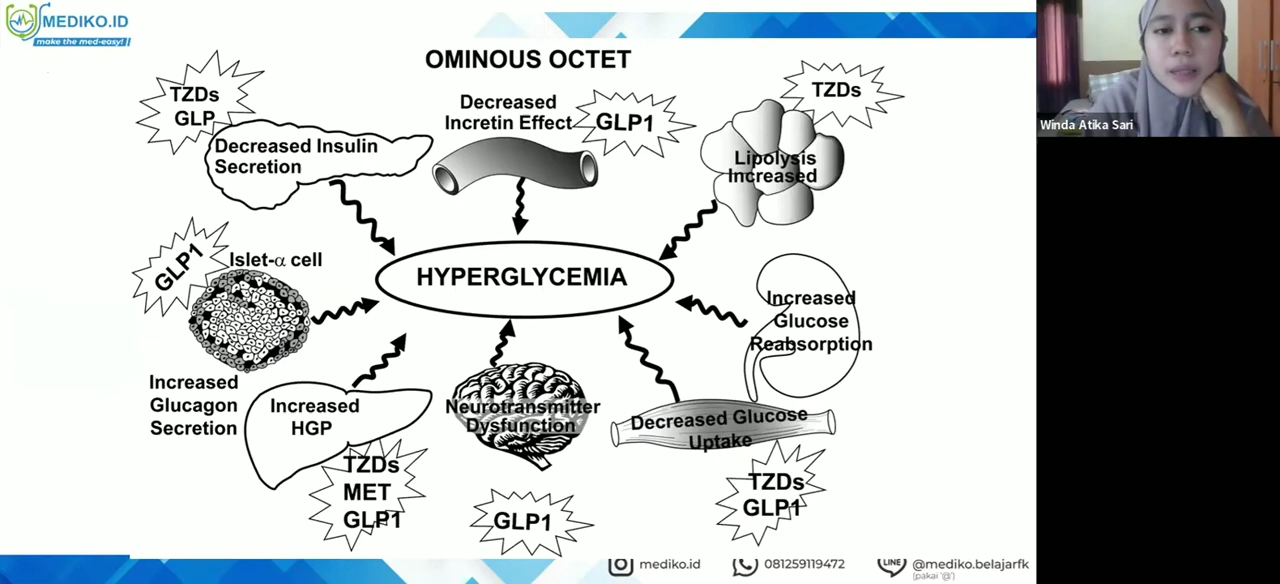 MEDIKO.ID
make the med-easy!
OMINOUS OCTET
TZDs
GLP
Decreased Insulin
Secretion
Decreased
Incretin Effect
GLP1
TZDs
Lipolysis
Increased
GLP1
Islet-α cell
HYPERGLYCEMIA
Increased
Glucose
Reabsorption
Increased
Glucagon
Secretion
Increased
HGP
TZDs
MET
GLP1
Neurotransmitter
Dysfunction
GLP1
Decreased Glucose
Uptake
TZDs
GLP1
mediko.id
081259119472
LINE
@mediko.belajarfk
(pakai '@')
Winda Atika Sari